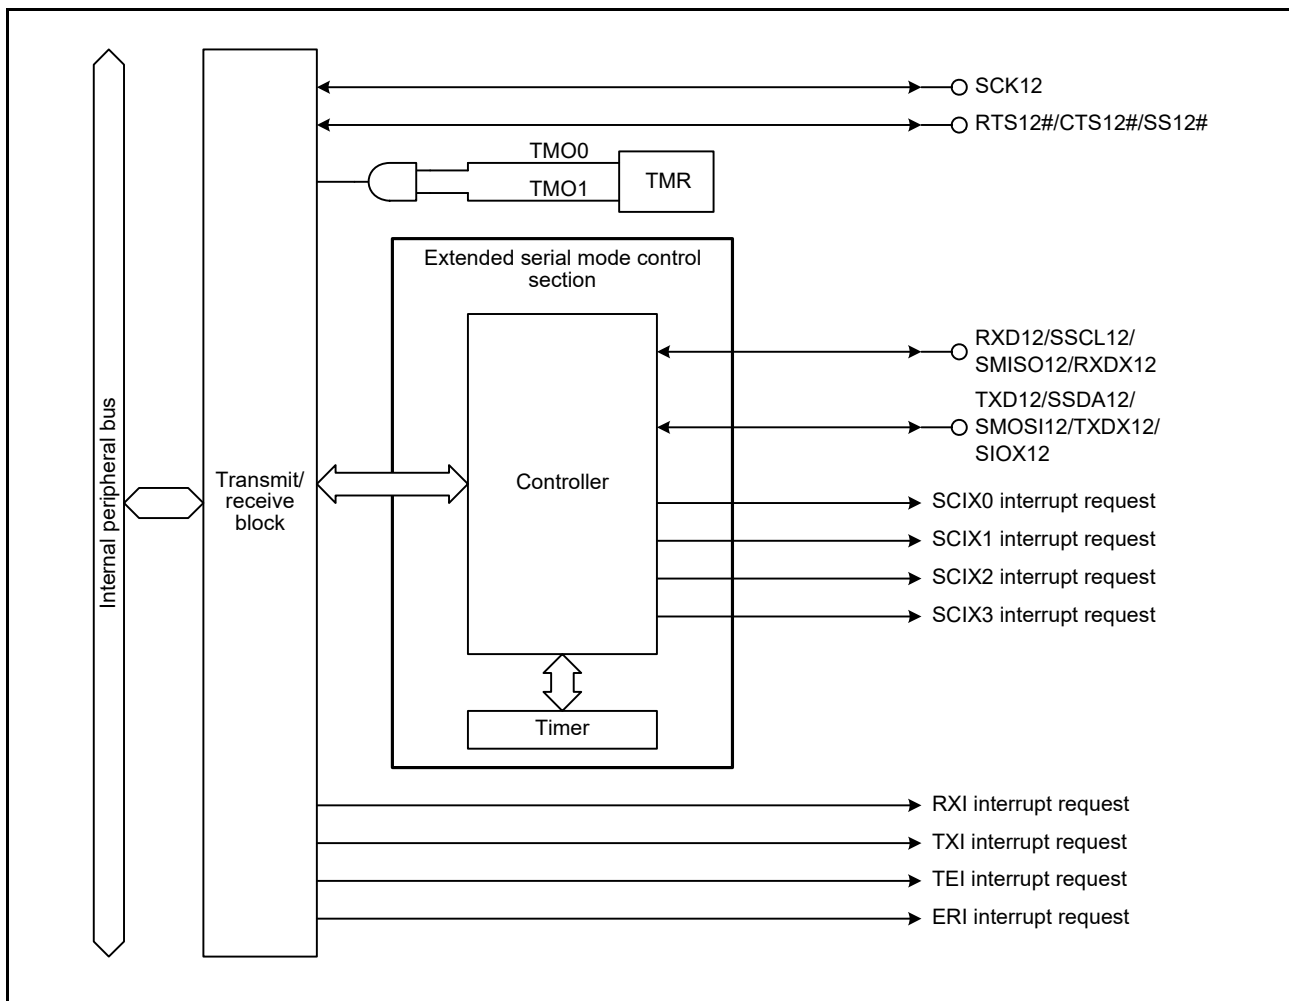 SCK12
RTS12#/CTS12#/SS12#
TMO0
TMO1
TMR
Extended serial mode control
section
RXD12/SSCL12/
SMISO12/RXDX12
TXD12/SSDA12/
SMOSI12/TXDX12/
SIOX12
Internal peripheral bus
Transmit/
receive
block
Controller
SCIX0 interrupt request
SCIX1 interrupt request
SCIX2 interrupt request
SCIX3 interrupt request
Timer
RXI interrupt request
TXI interrupt request
TEI interrupt request
ERI interrupt request